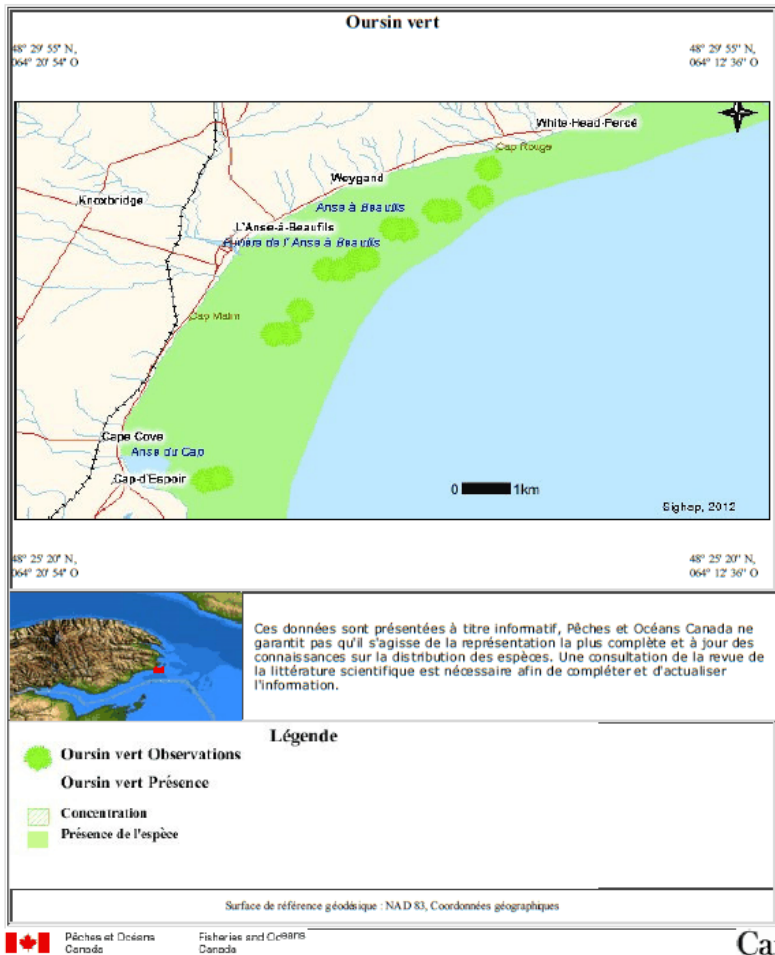 Oursin vert
48° 29' 55" N,
064° 20' 54" O
48° 29' 55" N,
064° 12' 36" O
White-Head-Percé
Cap Rouge
Weygand
Knoxbridge
Anse à Beaufils
L'Anse-à-Beaufils
Rivière de l'Anse à Beaufils
Cap Malin
Cape Cove
Anse du Cap
Cap-d'Espoir
0 1km
Sighap, 2012
48° 25' 20" N,
064° 20' 54" O
48° 25' 20" N,
064° 12' 36" O
Ces données sont présentées à titre informatif, Pêches et Océans Canada ne
garantit pas qu'il s'agisse de la représentation la plus complète et à jour des
connaissances sur la distribution des espèces. Une consultation de la revue de
la littérature scientifique est nécessaire afin de compléter et d'actualiser
l'information.
Légende
Oursin vert Observations
Oursin vert Présence
Concentration
Présence de l'espèce
Surface de référence géodésique : NAD 83, Coordonnées géographiques
Pêches et Océans
Canada
Fisheries and Oceans
Canada
Ca